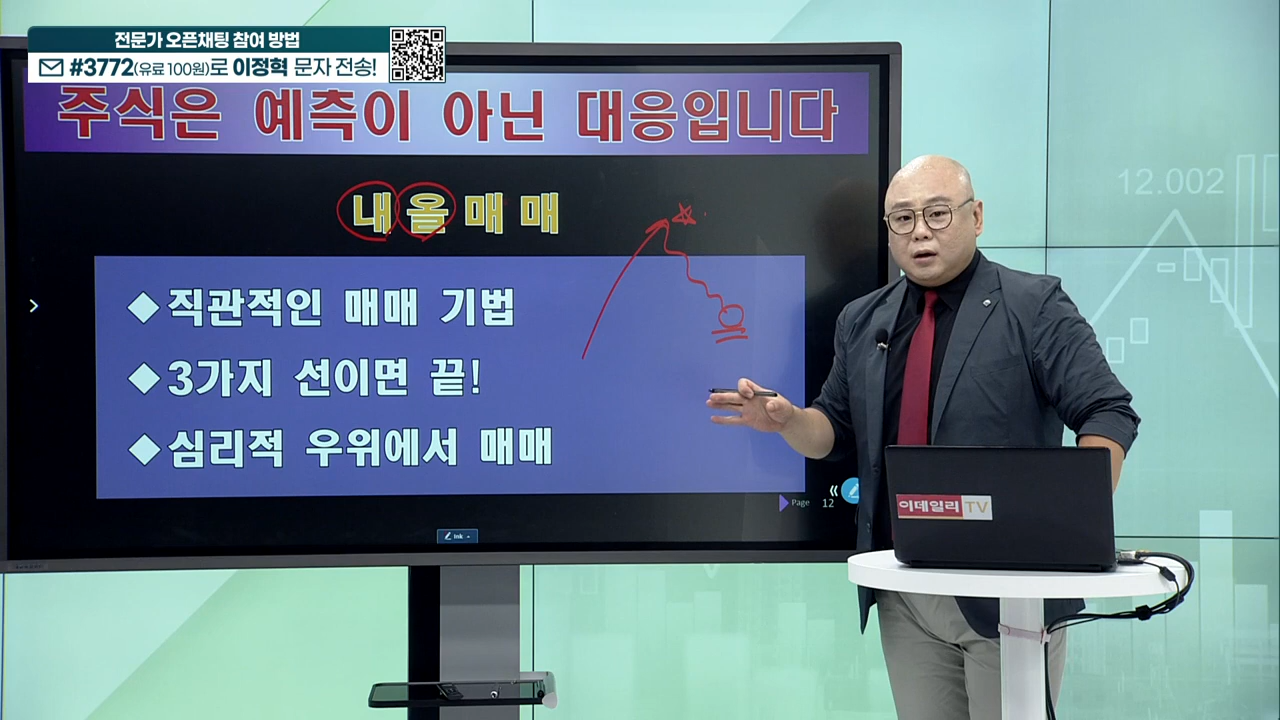 전문가 오픈채팅 참여 방법
#3772(유료 100원)로 이정혁 문자 전송!
주식은 예측이 아닌 대응입니다
내올매매
◆직관적인 매매 기법
◆3가지 선이면 끝!
◆심리적 우위에서 매매
Page 12
Ink
12.002
이데일리TV